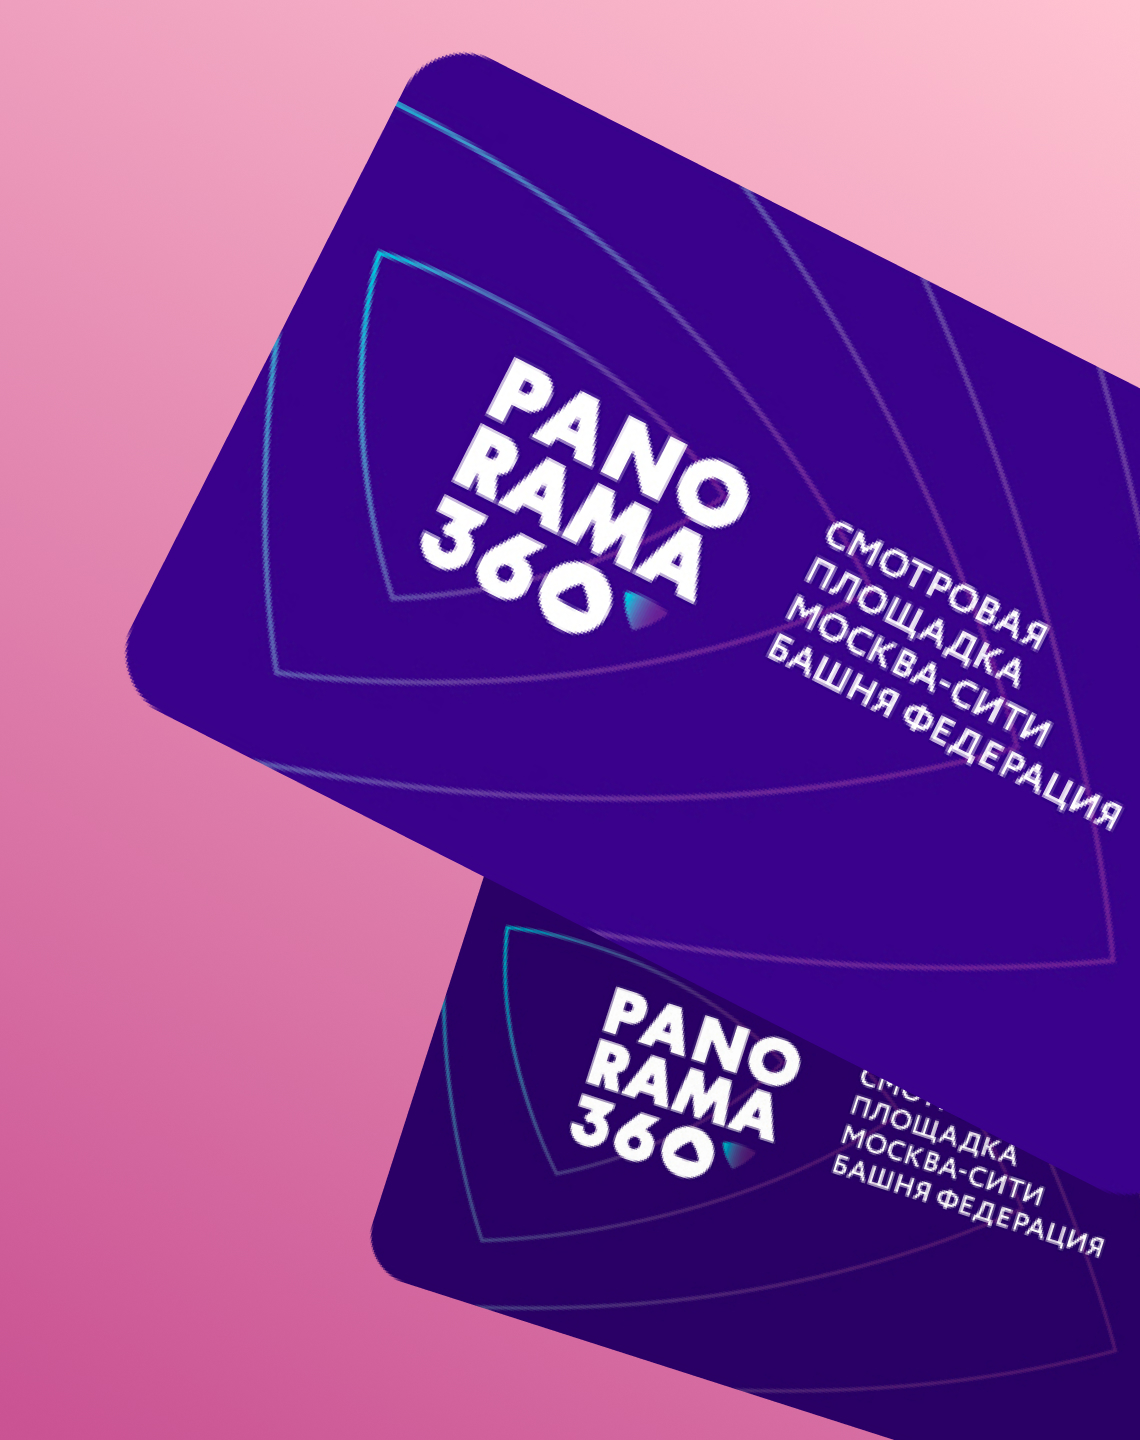 PANO
RAMA
360
СМОТРОВАЯ
ПЛОЩАДКА
МОСКВА-СИТИ
БАШНЯ ФЕДЕРАЦИЯ
PANO
RAMA
360
ПЛОЩАДКА
МОСКВА-СИТИ
БАШНЯ ФЕДЕРАЦИЯ